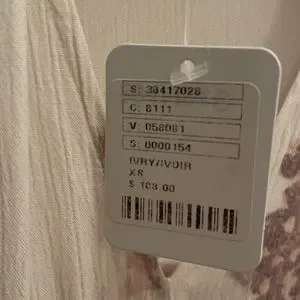 S: 38417028
C: 8111
V: 058081
S: 0000154
IVRY/IVOIR
XS
$ 108.00